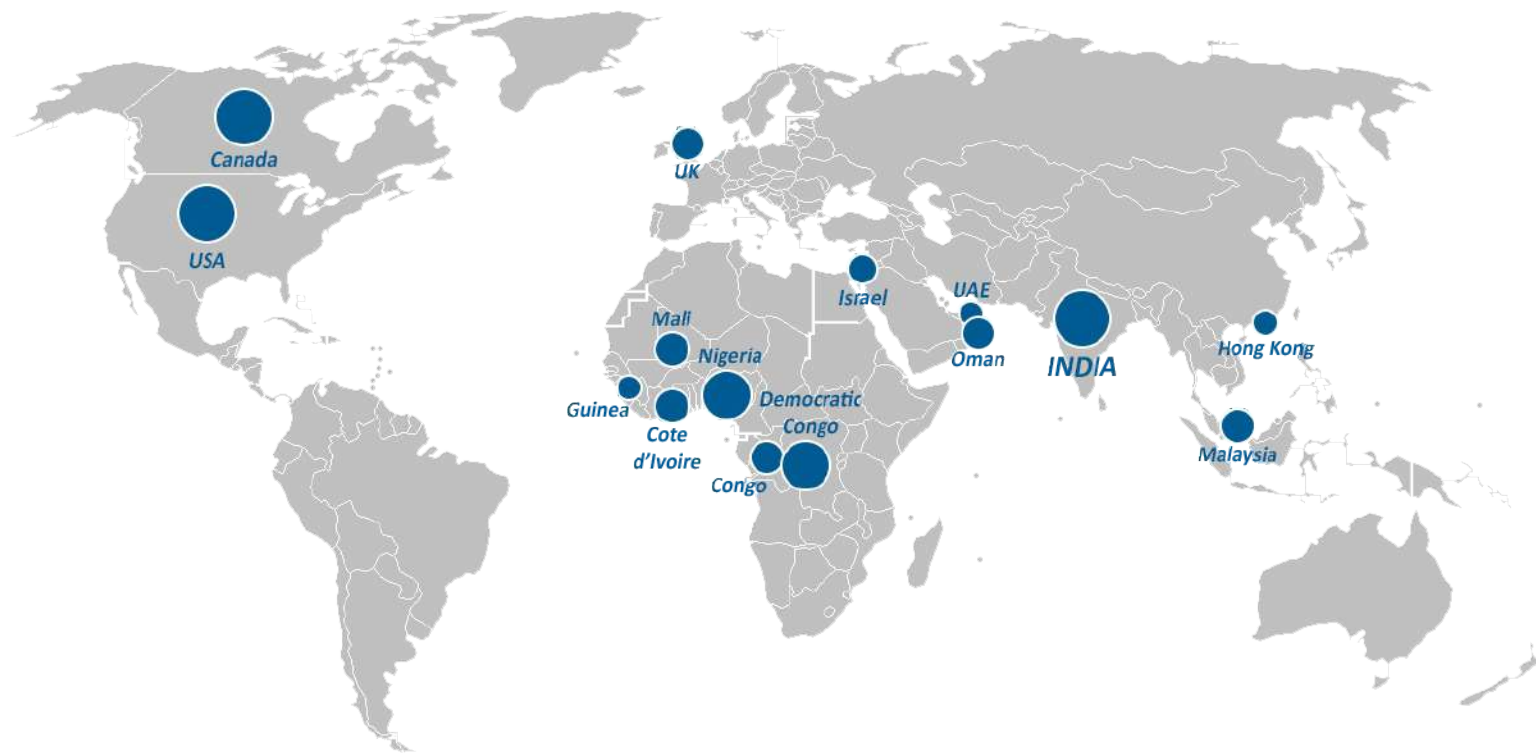 Canada
UK
USA
Israel
UAE
Mali
Nigeria
Oman
INDIA
Hong Kong
Guinea
Democratic
Congo
Cote
d'Ivoire
Congo
Malaysia